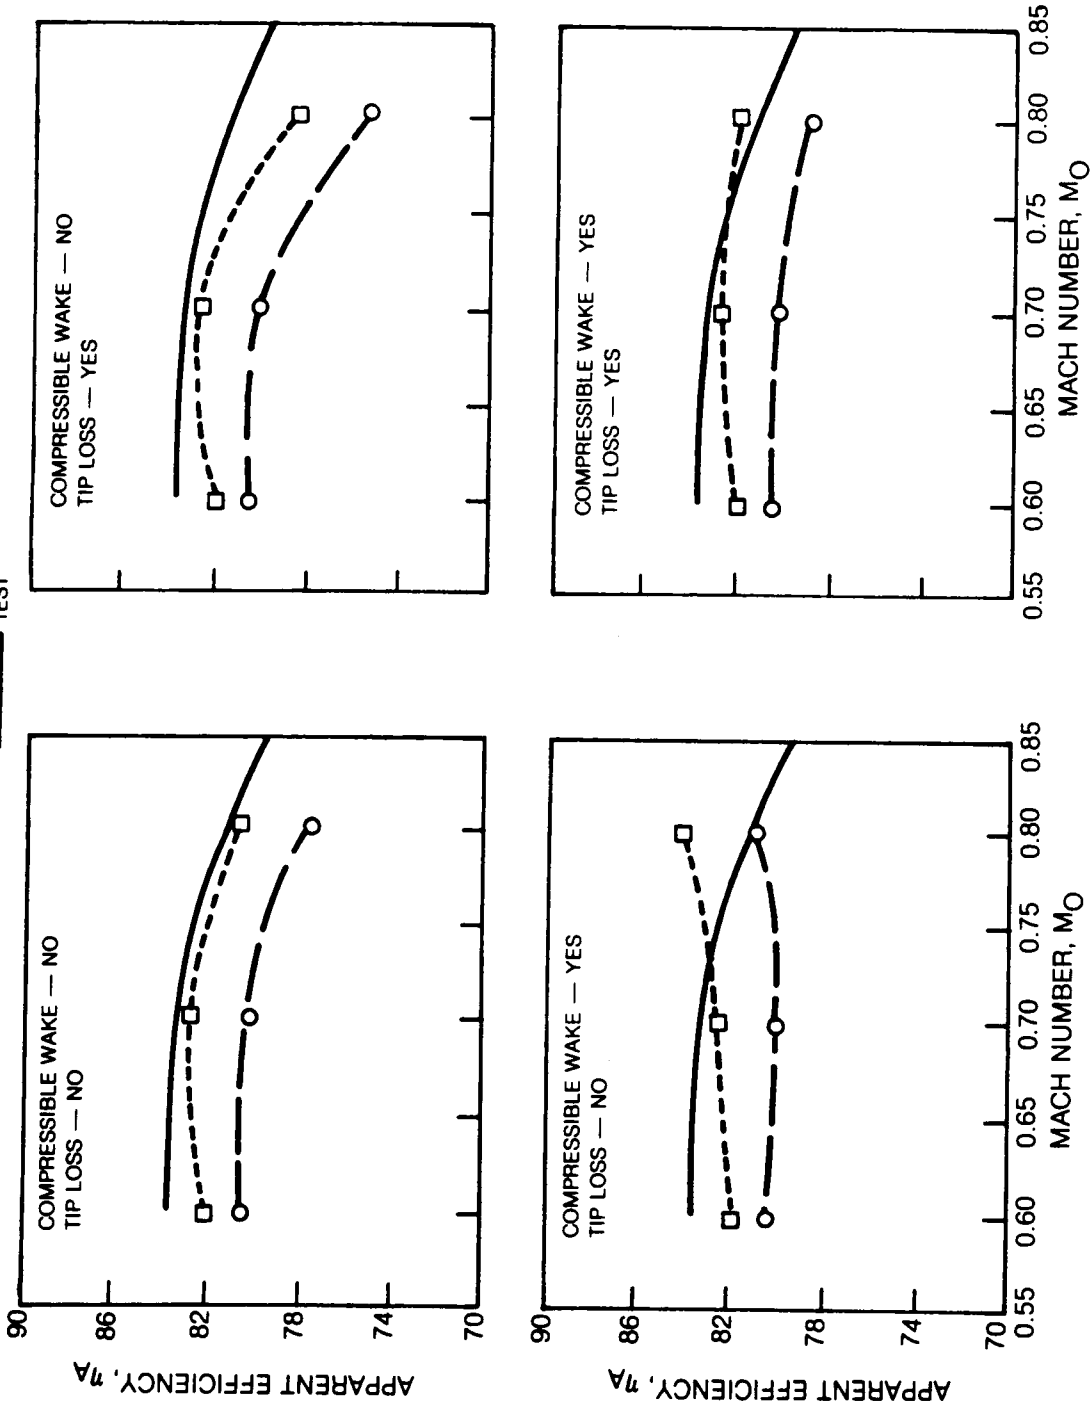 TEST
COMPRESSIBLE WAKE — NO
TIP LOSS — NO
COMPRESSIBLE WAKE — NO
TIP LOSS — YES
90
86
82
78
74
70
APPARENT EFFICIENCY, ηA
COMPRESSIBLE WAKE — YES
TIP LOSS — NO
COMPRESSIBLE WAKE — YES
TIP LOSS — YES
90
86
82
78
74
70
APPARENT EFFICIENCY, ηA
0.55 0.60 0.65 0.70 0.75 0.80 0.85
MACH NUMBER, MO
0.55 0.60 0.65 0.70 0.75 0.80 0.85
MACH NUMBER, MO